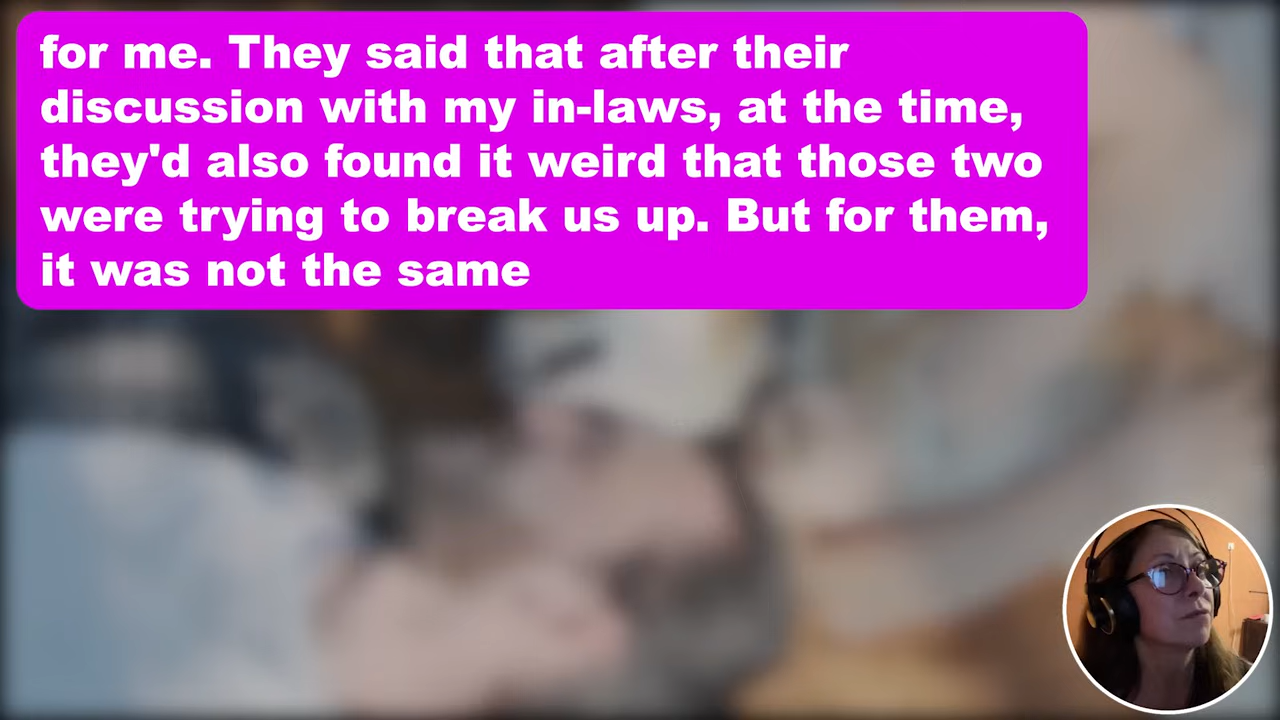 for me. They said that after their
discussion with my in-laws, at the time,
they'd also found it weird that those two
were trying to break us up. But for them,
it was not the same